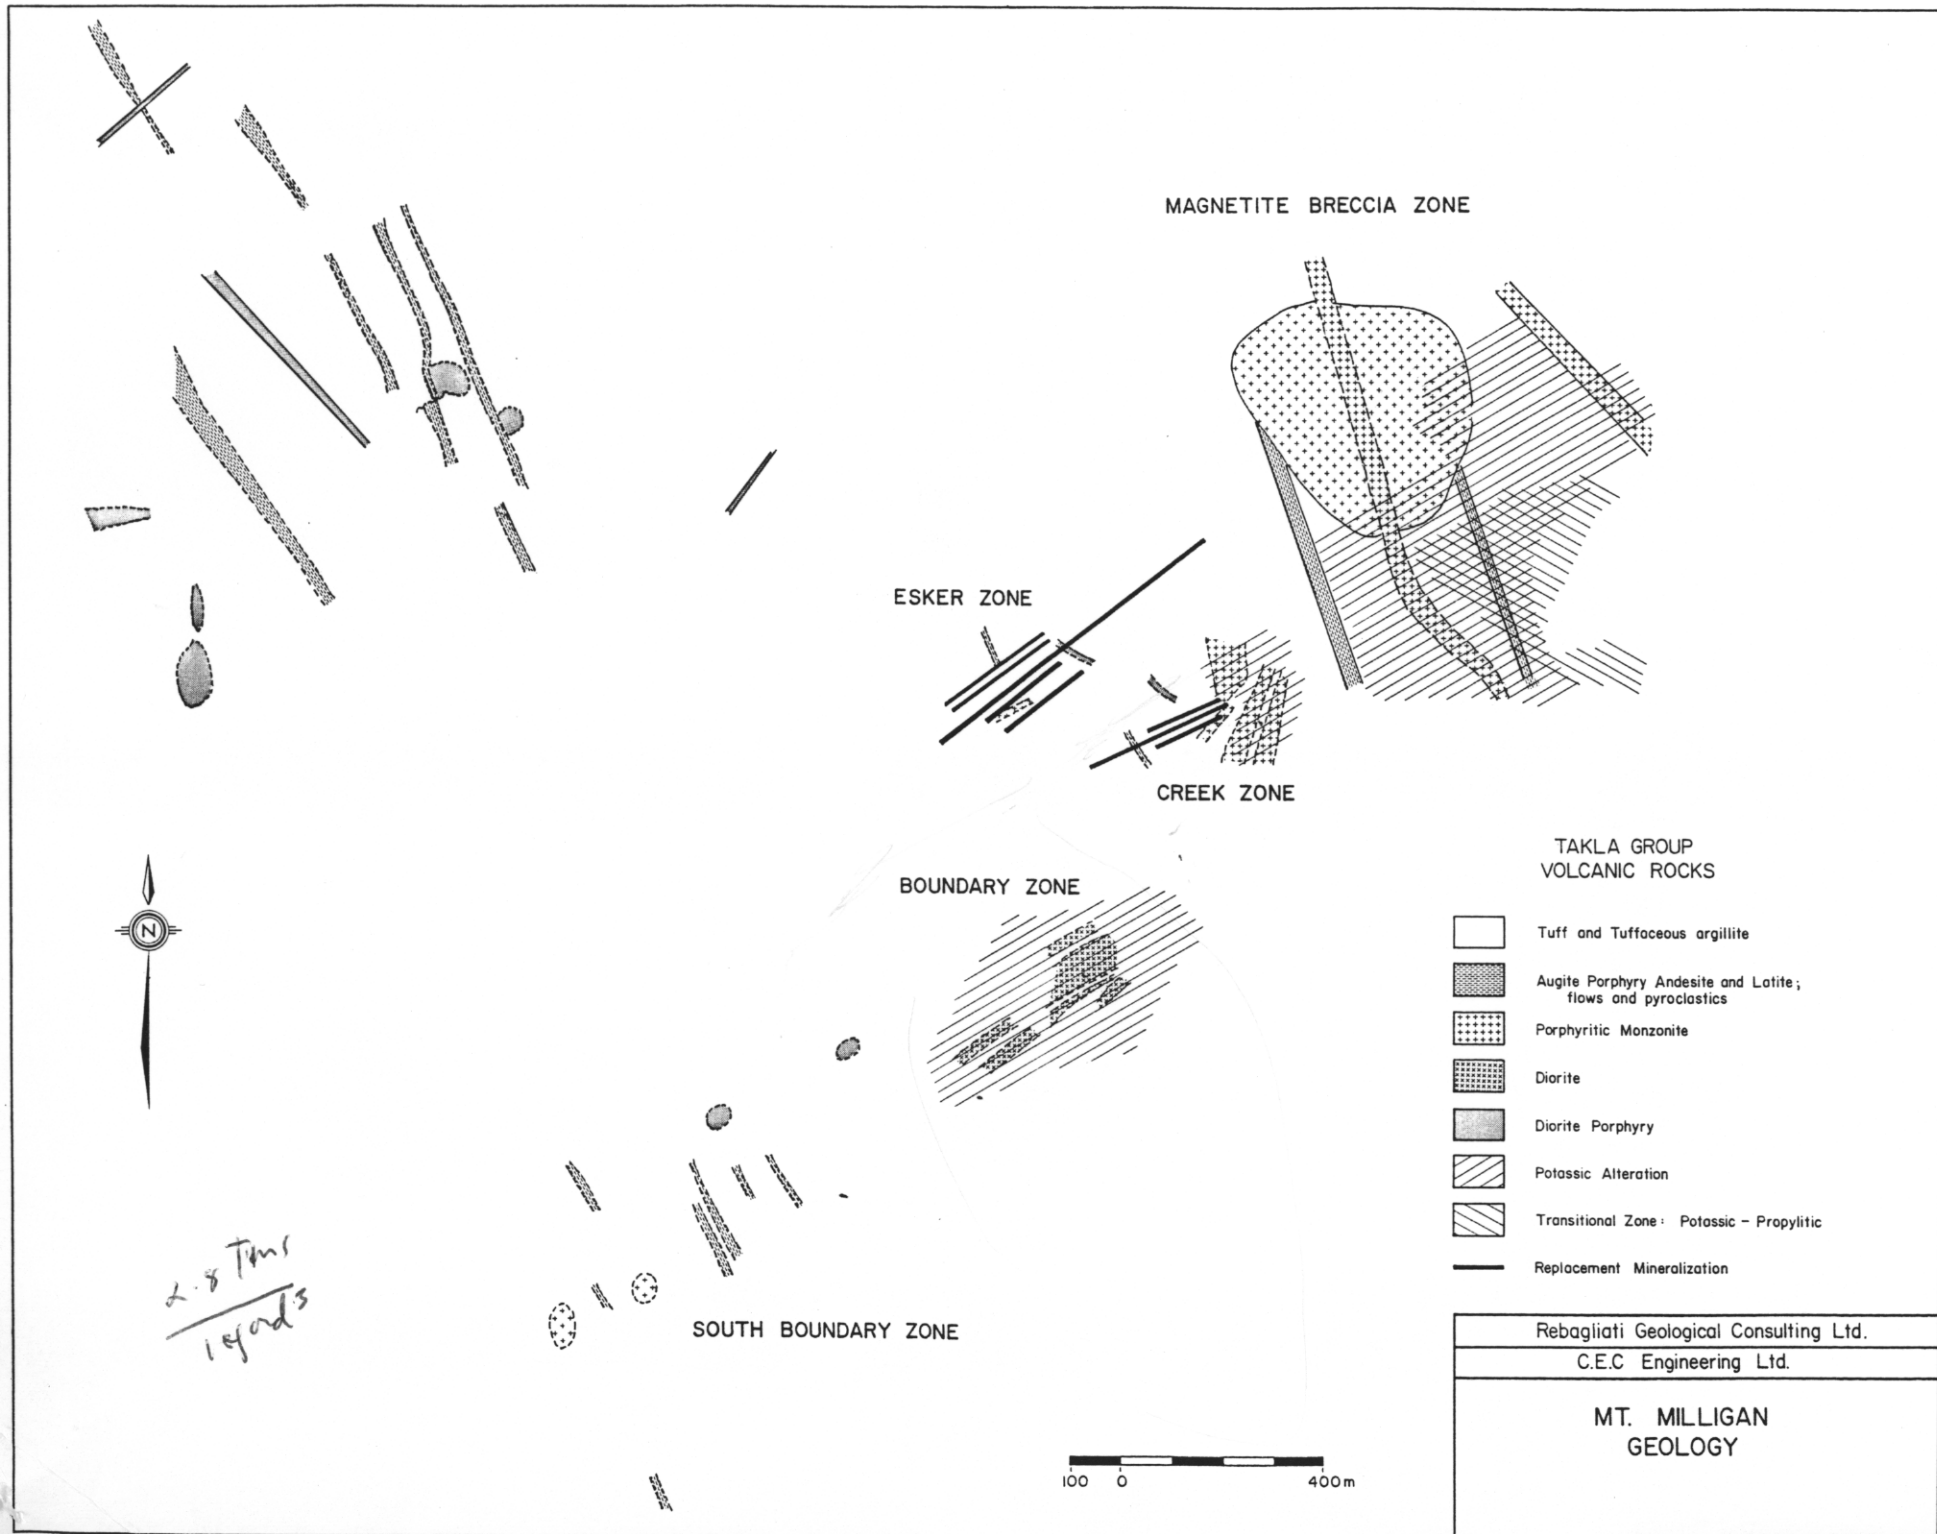 MAGNETITE BRECCIA ZONE
ESKER ZONE
CREEK ZONE
BOUNDARY ZONE
SOUTH BOUNDARY ZONE
N
TAKLA GROUP
VOLCANIC ROCKS
Tuff and Tuffaceous argillite
Augite Porphyry Andesite and Latite;
flows and pyroclastics
Porphyritic Monzonite
Diorite
Diorite Porphyry
Potassic Alteration
Transitional Zone: Potassic - Propylitic
Replacement Mineralization
Rebagliati Geological Consulting Ltd.
C.E.C Engineering Ltd.
MT. MILLIGAN
GEOLOGY
100 0 400m